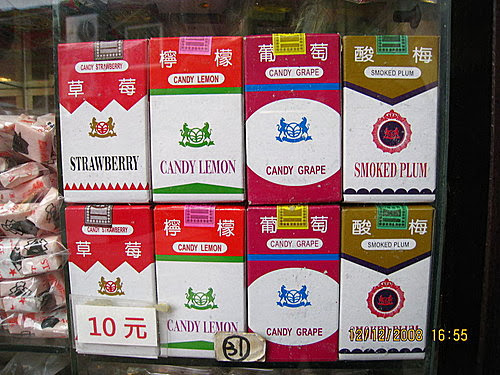 草莓
CANDY STRAWBERRY
STRAWBERRY
檸檬
CANDY LEMON
CANDY LEMON
葡萄
CANDY GRAPE
CANDY GRAPE
酸梅
SMOKED PLUM
SMOKED PLUM
CANDY STRAWBERRY
草莓
10元
檸檬
CANDY LEMON
CANDY LEMON
葡萄
CANDY GRAPE
CANDY GRAPE
酸梅
SMOKED PLUM
12/12/2008 16:55